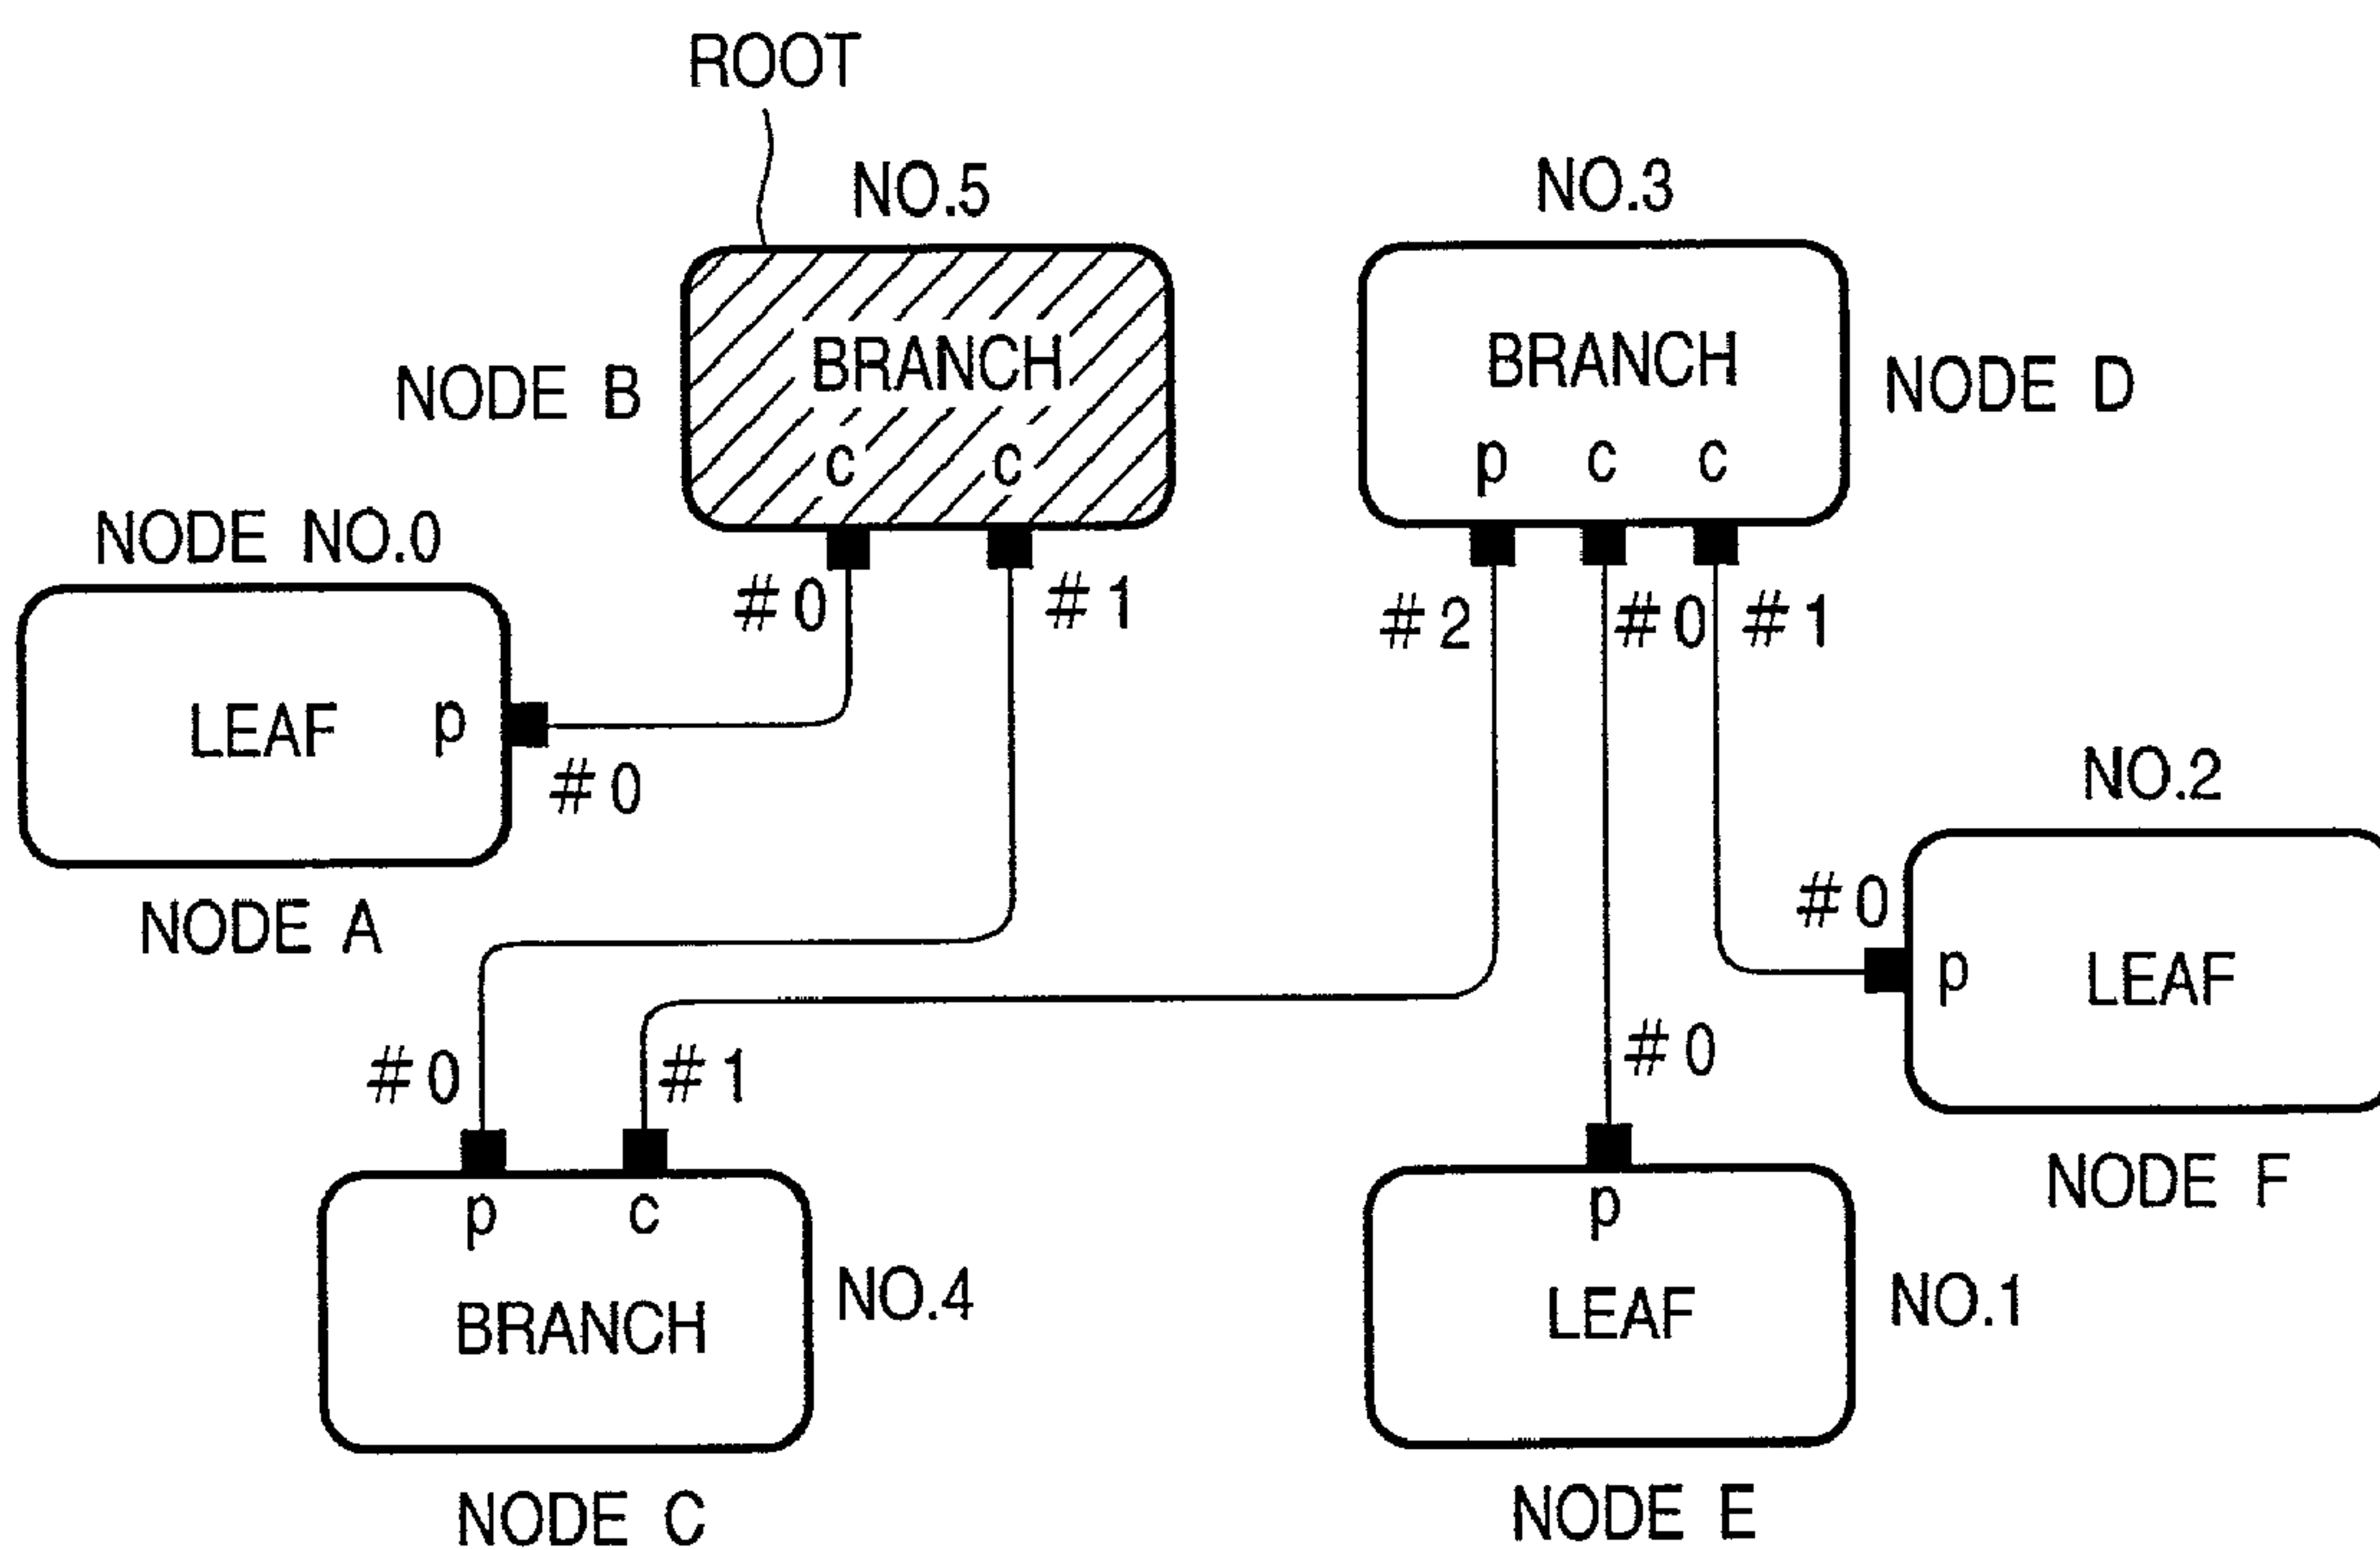 ROOT
NO.5
NO.3
BRANCH
c c
NODE B
BRANCH
p c c
NODE D
NODE NO.0
#0
#1
#2
#0
#1
LEAF p
#0
NODE A
NO.2
#0
p LEAF
NODE F
#0
#1
p c
BRANCH
NO.4
NODE C
#0
p
LEAF
NO.1
NODE E